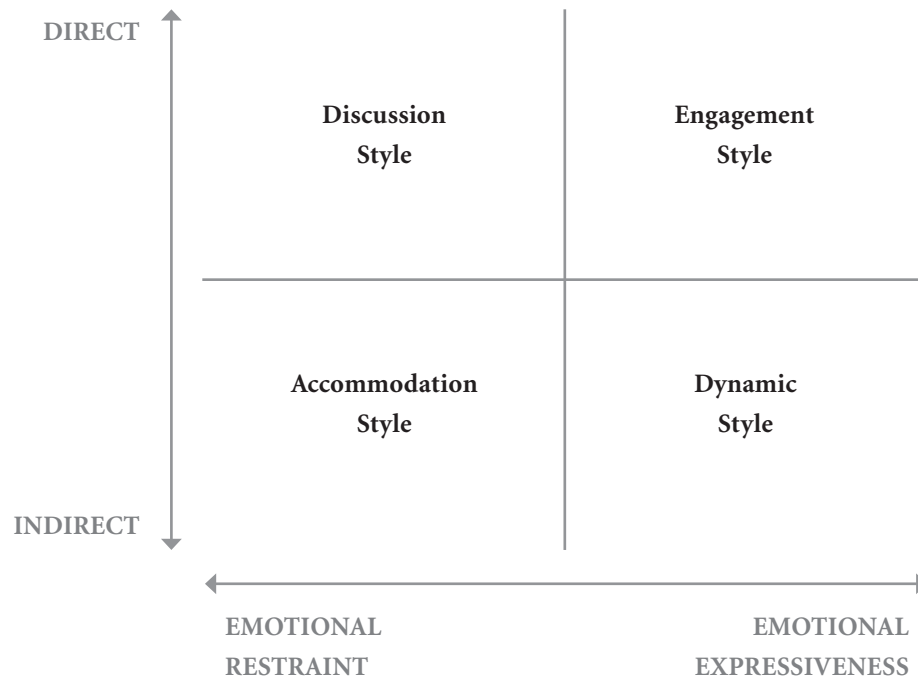 DIRECT
Discussion
Style
Engagement
Style
Accommodation
Style
Dynamic
Style
INDIRECT
EMOTIONAL
RESTRAINT
EMOTIONAL
EXPRESSIVENESS